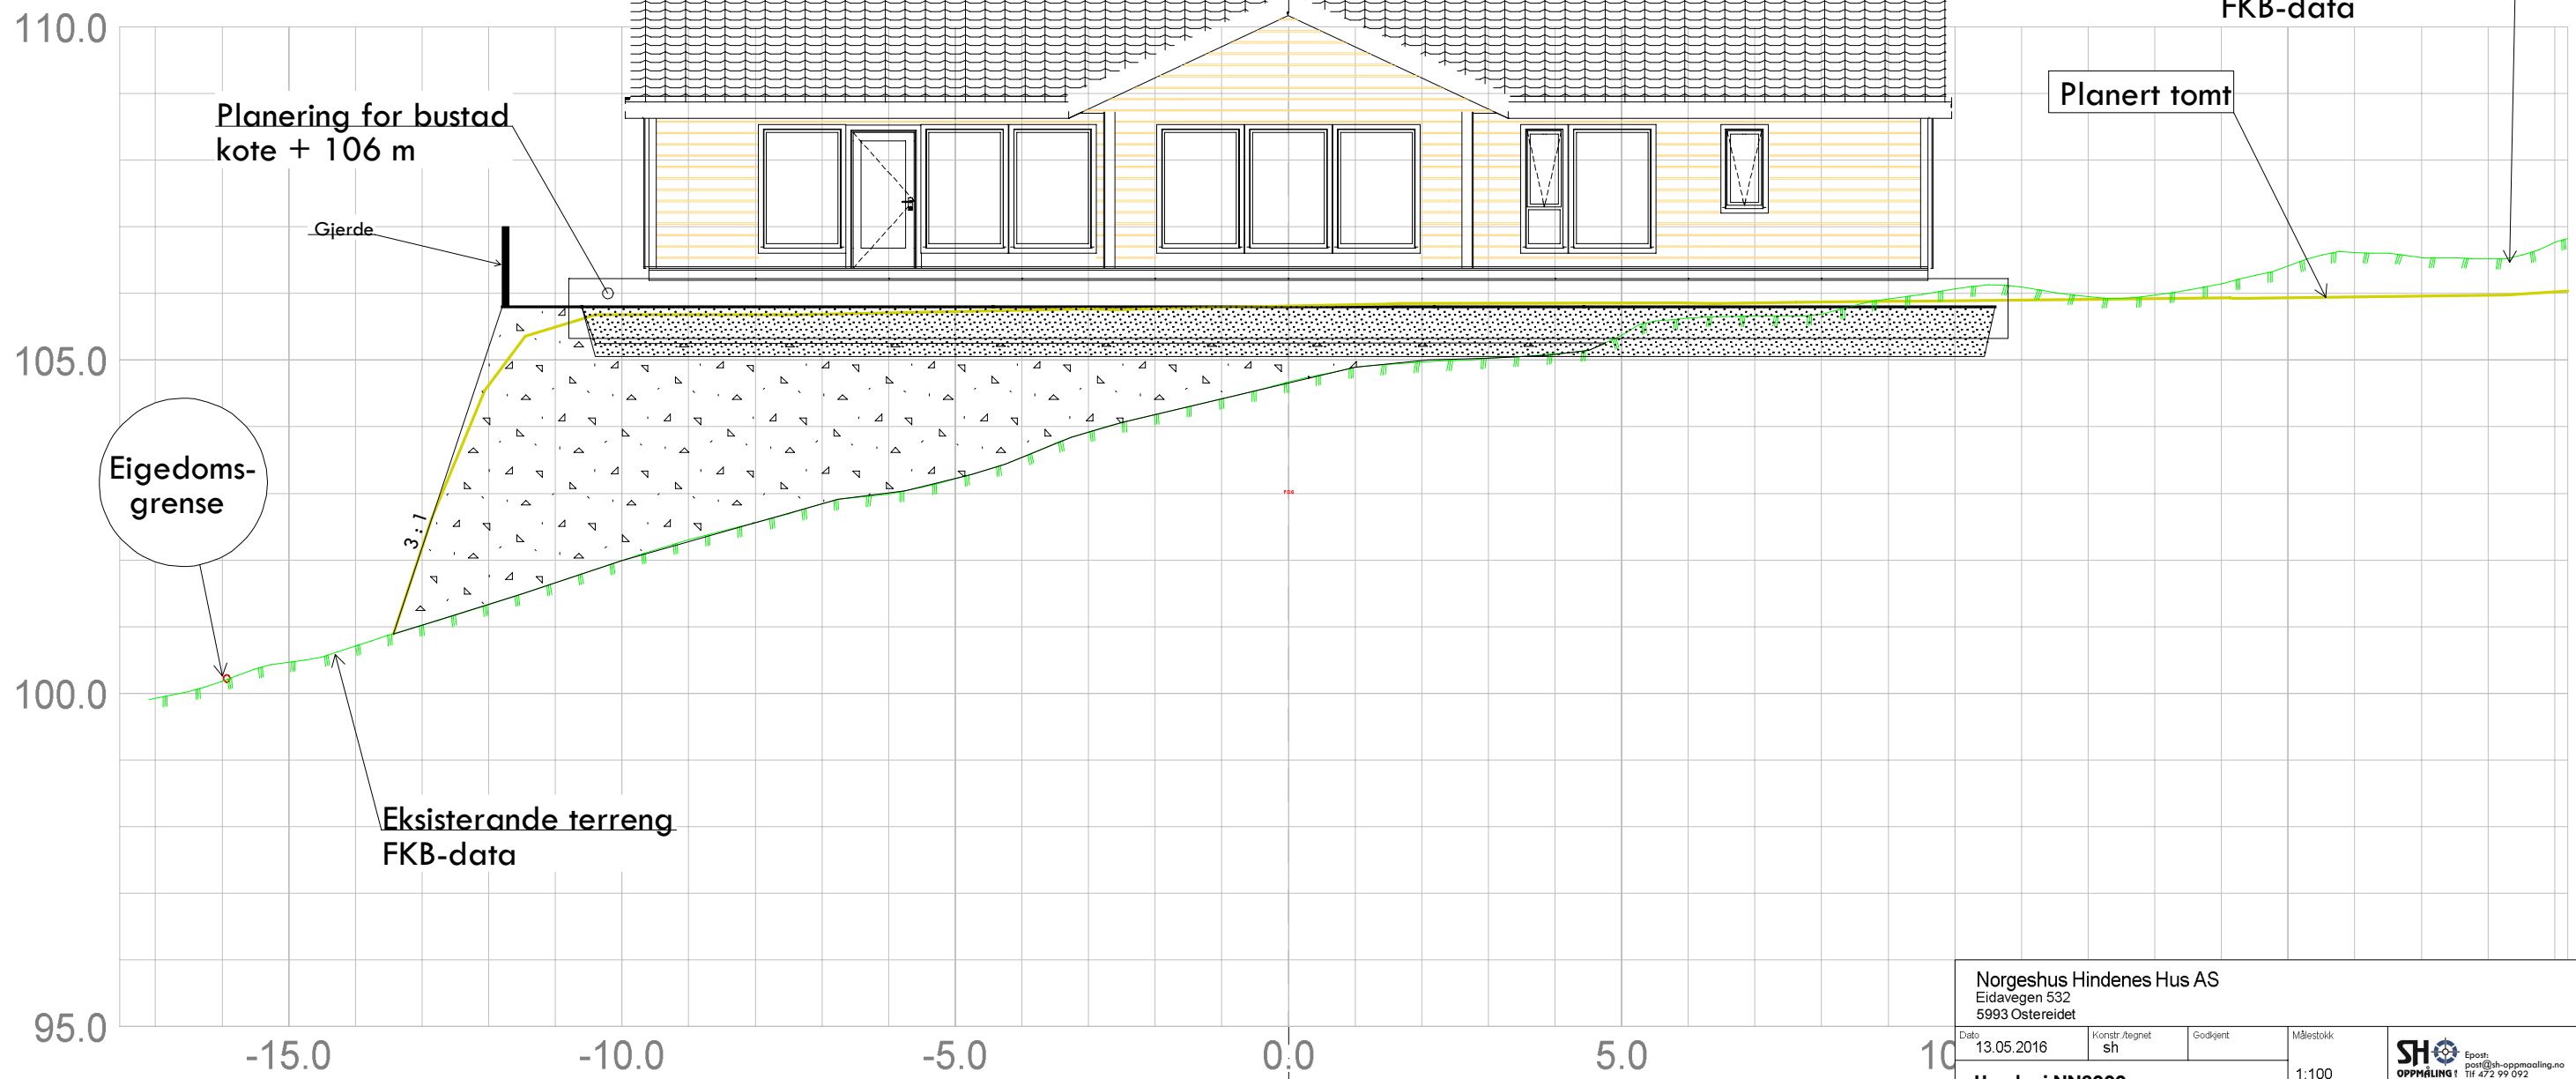 FKB-data
110.0
Planert tomt
Planering for bustad
kote + 106 m
Gjerde
105.0
Eigedoms-
grense
3 : 1
100.0
Eksisterande terreng
FKB-data
95.0
-15.0
-10.0
-5.0
0.0
5.0
10
Norgeshus Hindenes Hus AS
Eidavegen 532
5993 Ostereidet
Dato
13.05.2016
Konstr./tegnet
sh
Godkjent
Målestokk
1:100
SH
OPPMÅLING
Epost:
post@sh-oppmaaling.no
Tlf 472 99 092